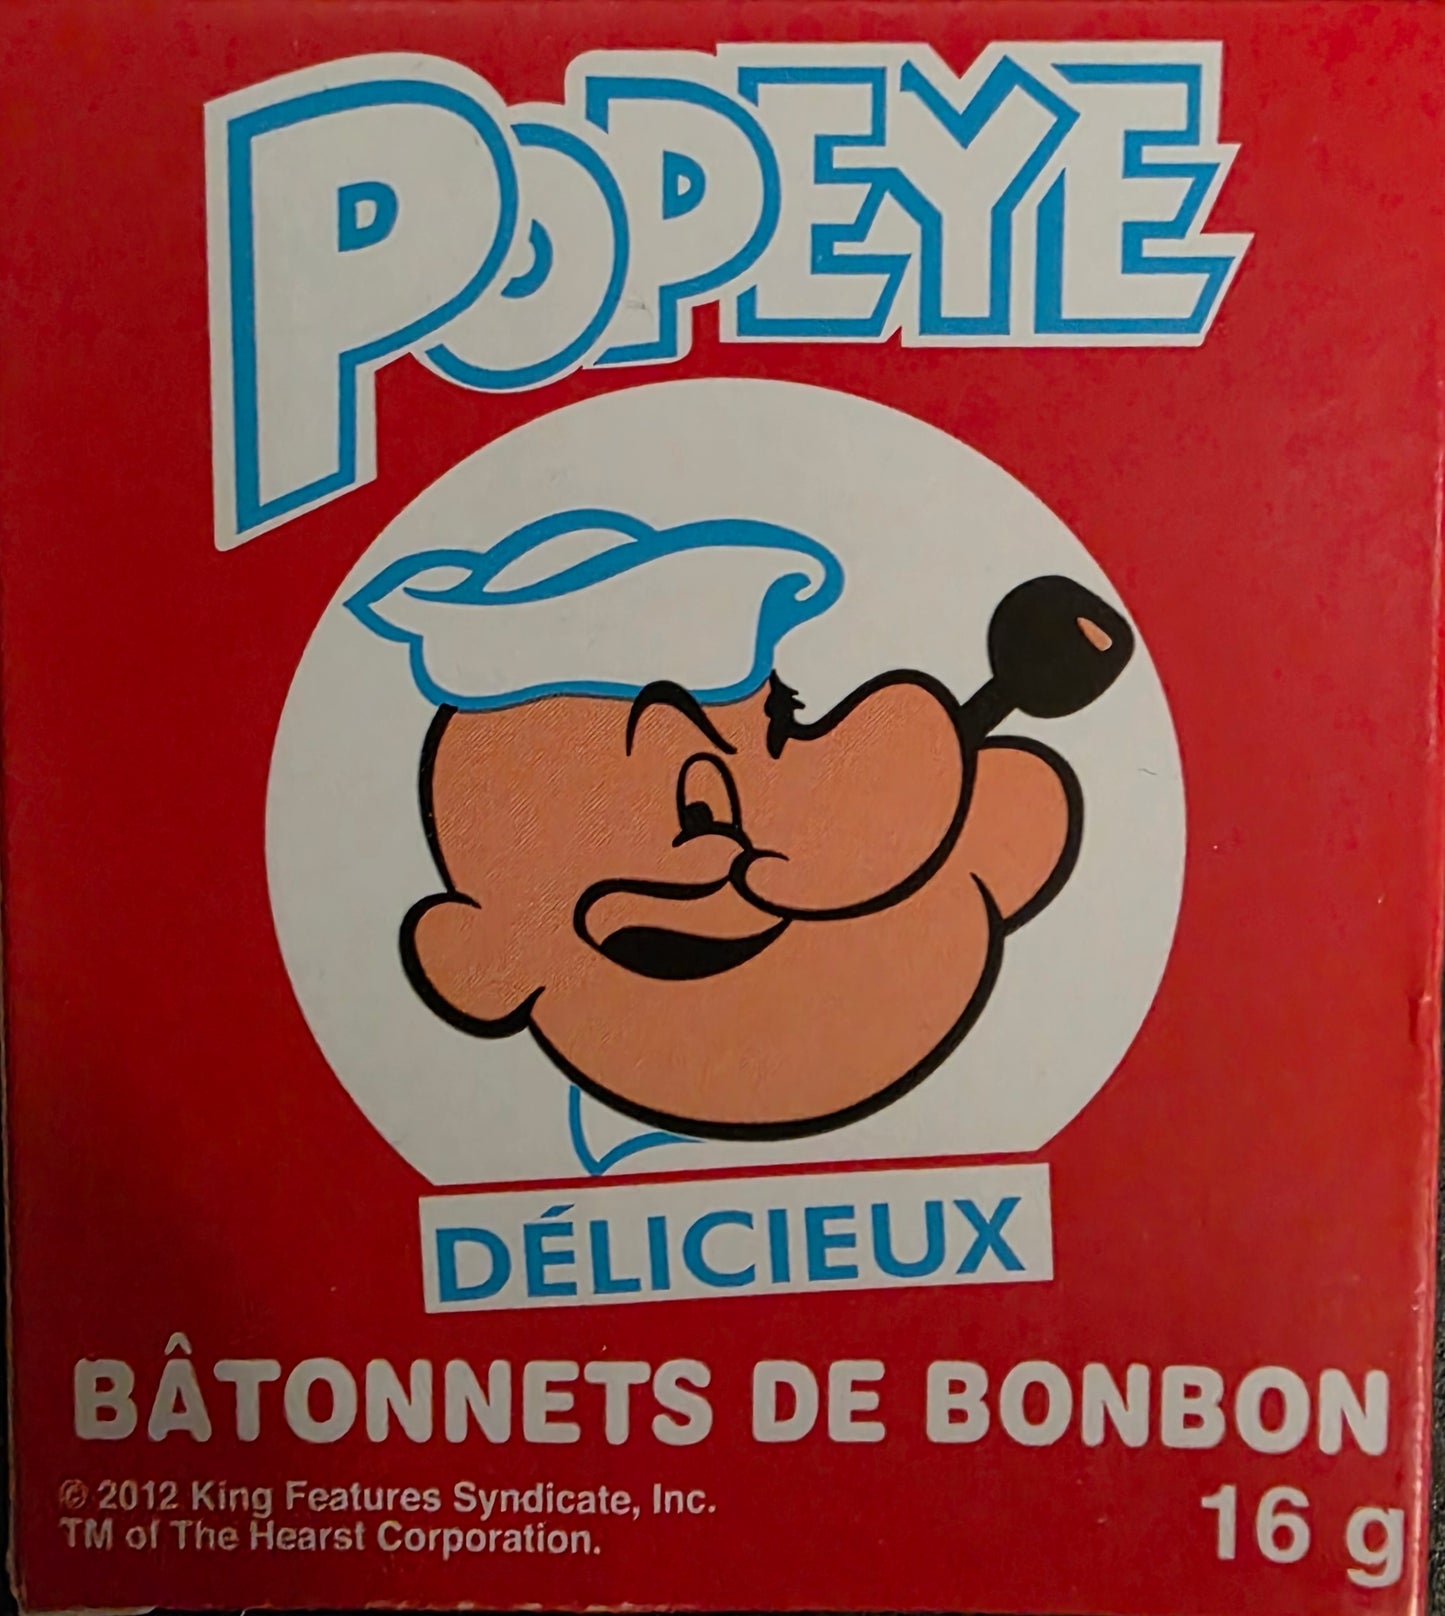 POPEYE
DÉLICIEUX
BÂTONNETS DE BONBON
© 2012 King Features Syndicate, Inc.
TM of The Hearst Corporation.
16 g